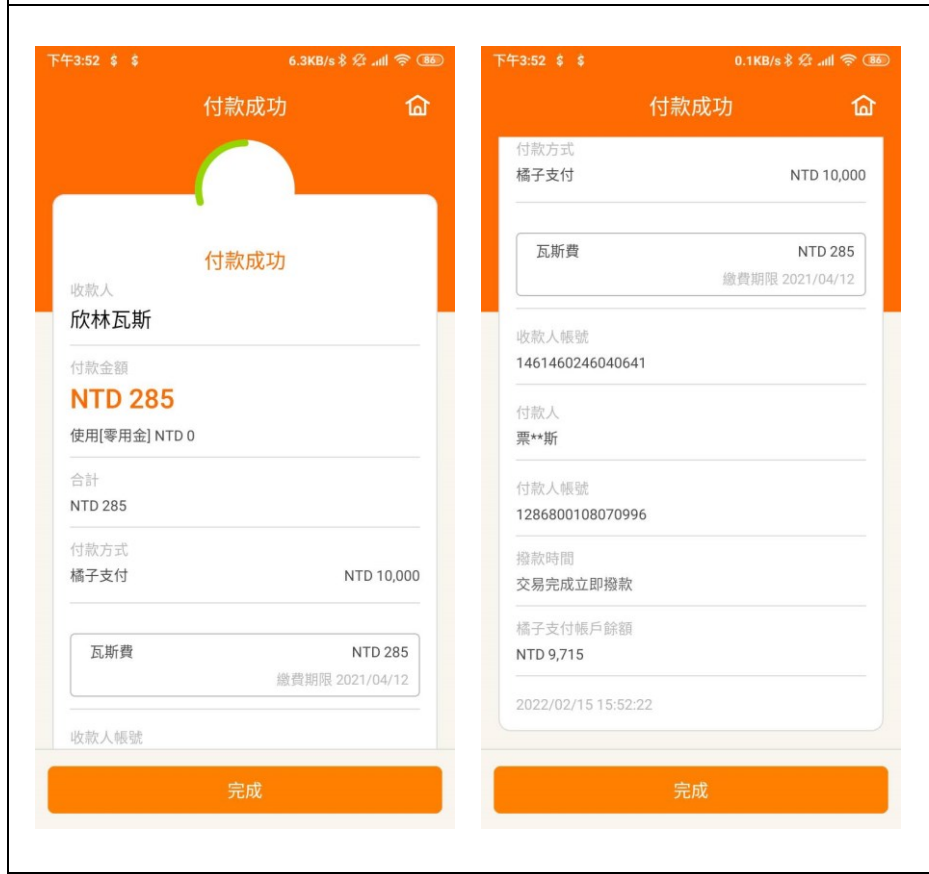 下午3:52 $ $ 6.3KB/s 86
付款成功
付款成功
收款人
欣林瓦斯
付款金額
NTD 285
使用[零用金] NTD 0
合計
NTD 285
付款方式
橘子支付 NTD 10,000
瓦斯費 NTD 285
繳費期限 2021/04/12
收款人帳號
完成
下午3:52 $ $ 0.1KB/s 86
付款成功
付款方式
橘子支付 NTD 10,000
瓦斯費 NTD 285
繳費期限 2021/04/12
收款人帳號
1461460246040641
付款人
票**斯
付款人帳號
1286800108070996
撥款時間
交易完成立即撥款
橘子支付帳戶餘額
NTD 9,715
2022/02/15 15:52:22
完成